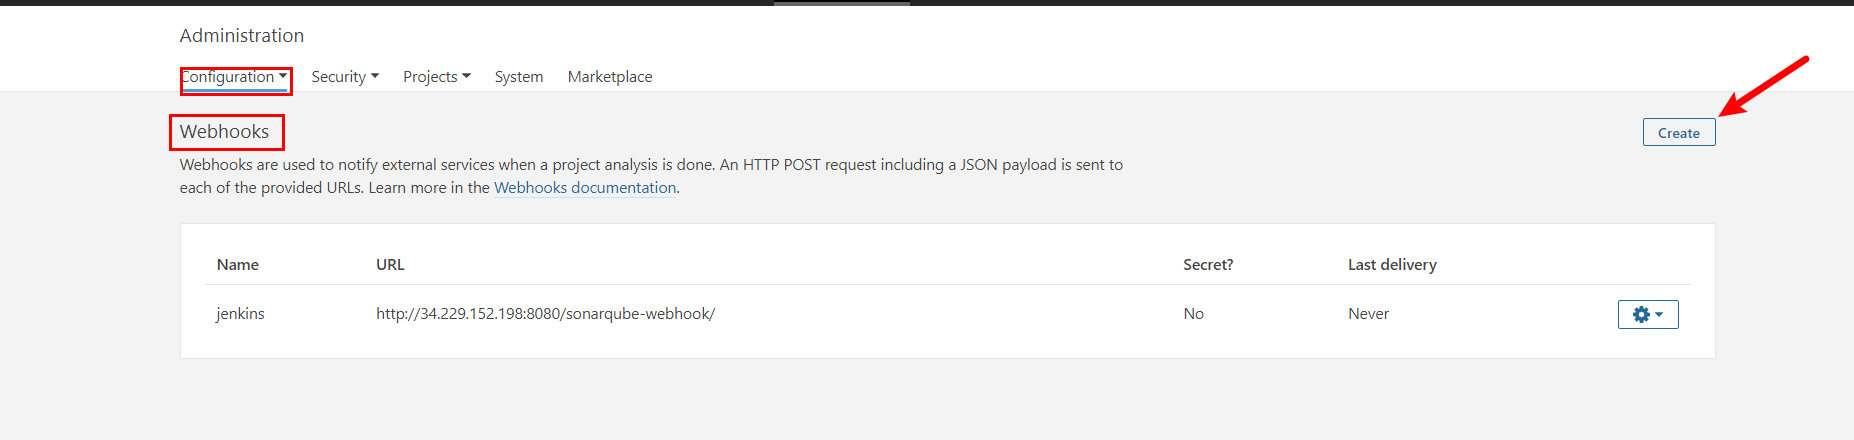 Administration
Configuration Security Projects System Marketplace
Webhooks
Create
Webhooks are used to notify external services when a project analysis is done. An HTTP POST request including a JSON payload is sent to
each of the provided URLs. Learn more in the Webhooks documentation.
Name URL Secret? Last delivery
jenkins http://34.229.152.198:8080/sonarqube-webhook/ No Never